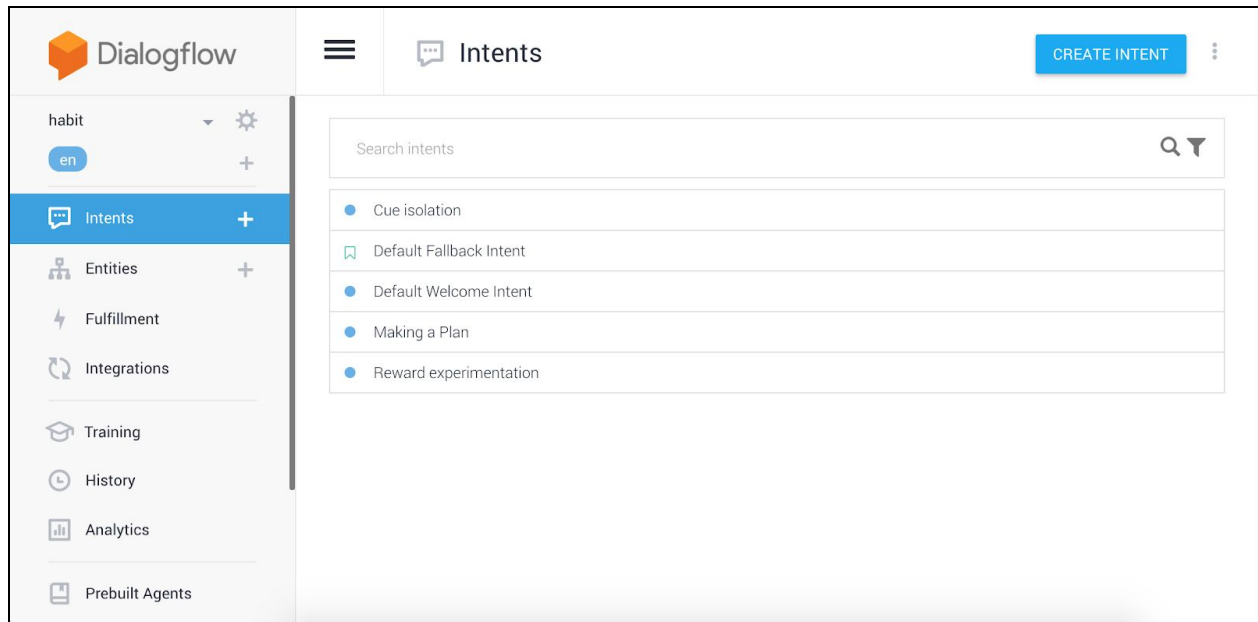 Dialogflow
Intents
CREATE INTENT
habit
en
Intents
Entities
Fulfillment
Integrations
Training
History
Analytics
Prebuilt Agents
Search intents
Cue isolation
Default Fallback Intent
Default Welcome Intent
Making a Plan
Reward experimentation